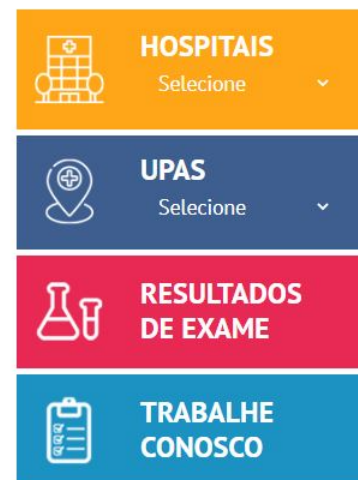 HOSPITAIS
Selecione
UPAS
Selecione
RESULTADOS
DE EXAME
TRABALHE
CONOSCO